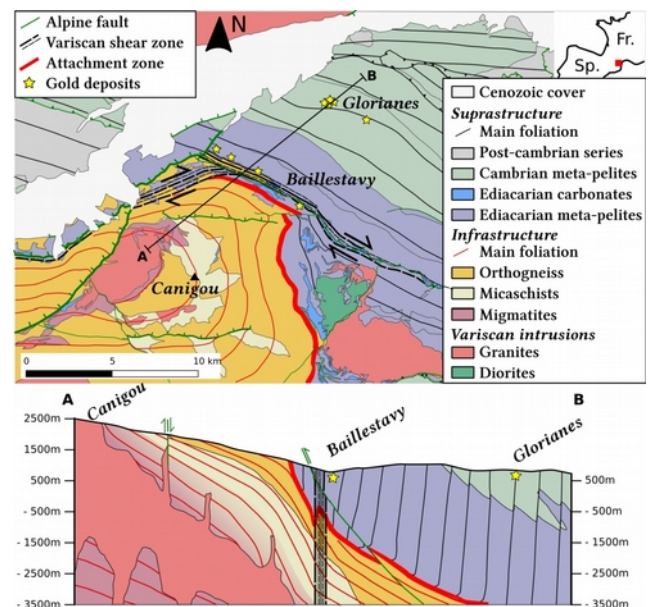 Alpine fault
Variscan shear zone
Attachment zone
Gold deposits
N
Fr.
Sp.
B
Glorianes
Baillestavy
A
Canigou
0 5 10 km
Cenozoic cover
Suprastructure
Main foliation
Post-cambrian series
Cambrian meta-pelites
Ediacarian carbonates
Ediacarian meta-pelites
Infrastructure
Main foliation
Orthogneiss
Micaschists
Migmatites
Variscan intrusions
Granites
Diorites
A
Canigou
Baillestavy
Glorianes
B
2500m
1500m
500m
- 500m
- 1500m
- 2500m
-3500m
500m
- 500m
- 1500m
- 2500m
-3500m